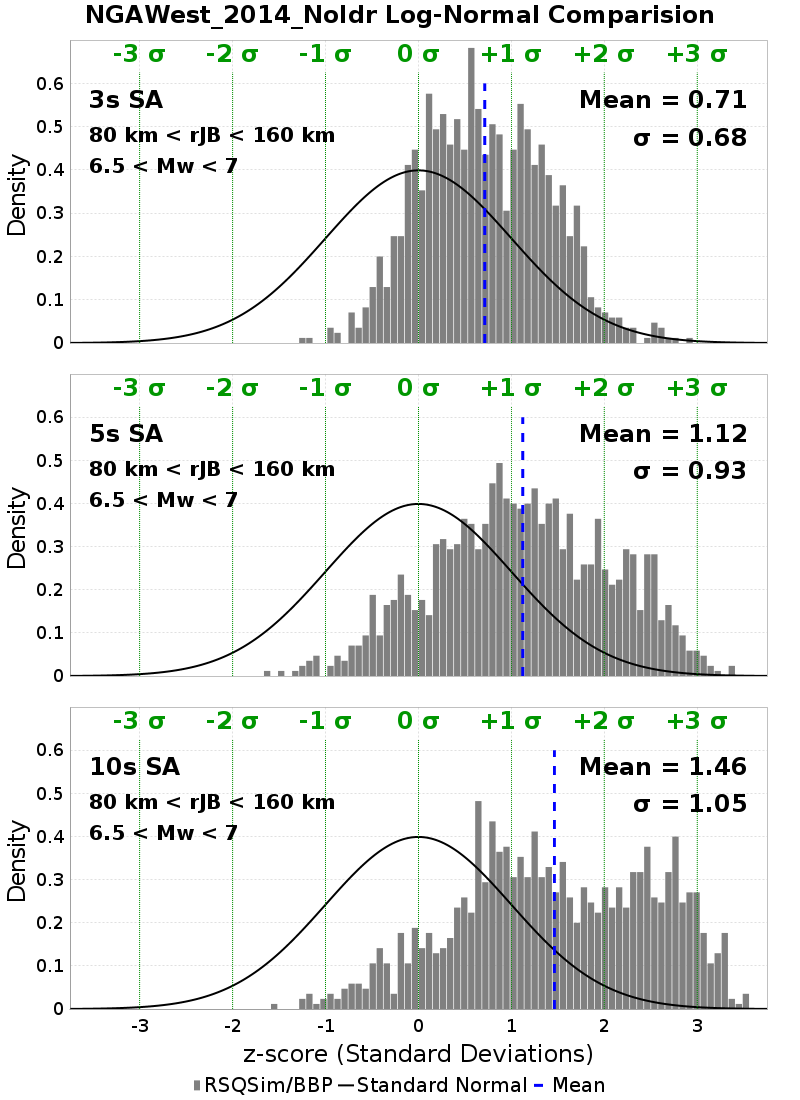 NGAWest_2014_NoIdr Log-Normal Comparision
-3 σ -2 σ -1 σ 0 σ +1 σ +2 σ +3 σ
3s SA
80 km < rJB < 160 km
6.5 < Mw < 7
Mean = 0.71
σ = 0.68
Density
0.6
0.5
0.4
0.3
0.2
0.1
0
-3 σ -2 σ -1 σ 0 σ +1 σ +2 σ +3 σ
5s SA
80 km < rJB < 160 km
6.5 < Mw < 7
Mean = 1.12
σ = 0.93
Density
0.6
0.5
0.4
0.3
0.2
0.1
0
-3 σ -2 σ -1 σ 0 σ +1 σ +2 σ +3 σ
10s SA
80 km < rJB < 160 km
6.5 < Mw < 7
Mean = 1.46
σ = 1.05
Density
0.6
0.5
0.4
0.3
0.2
0.1
0
-3 -2 -1 0 1 2 3
z-score (Standard Deviations)
RSQSim/BBP Standard Normal Mean